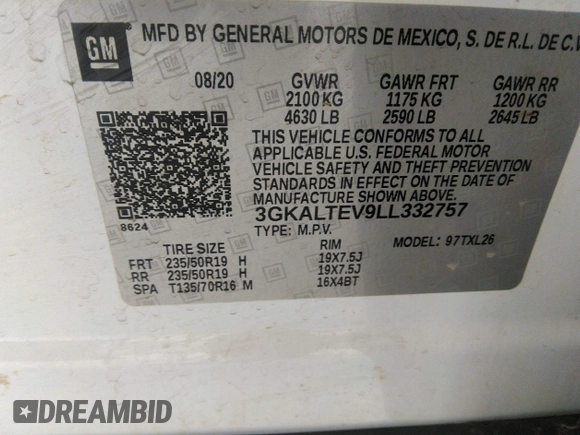 GM
MFD BY GENERAL MOTORS DE MEXICO, S. DE R.L. DE C.V
08/20 GVWR GAWR FRT GAWR RR
2100 KG 1175 KG 1200 KG
4630 LB 2590 LB 2645 LB
THIS VEHICLE CONFORMS TO ALL
APPLICABLE U.S. FEDERAL MOTOR
VEHICLE SAFETY AND THEFT PREVENTION
STANDARDS IN EFFECT ON THE DATE OF
MANUFACTURE SHOWN ABOVE.
3GKALTEV9LL332757
8624
TYPE: M.P.V. MODEL: 97TXL26
TIRE SIZE RIM
FRT 235/50R19 H 19X7.5J
RR 235/50R19 H 19X7.5J
SPA T135/70R16 M 16X4BT
DREAMBID